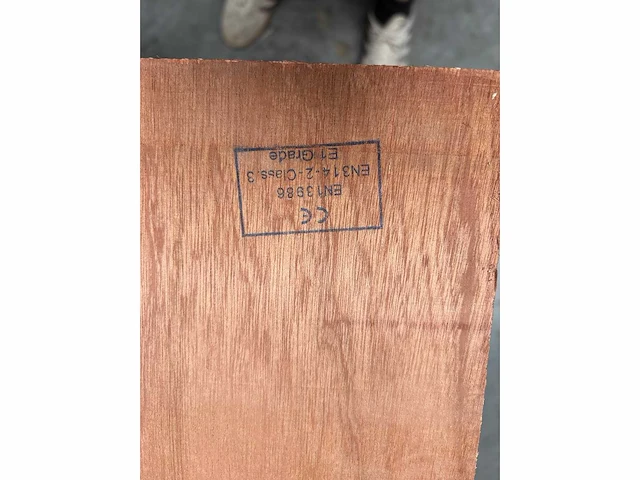 CE
EN13986
EN314-2-Class.3
E1 Grade